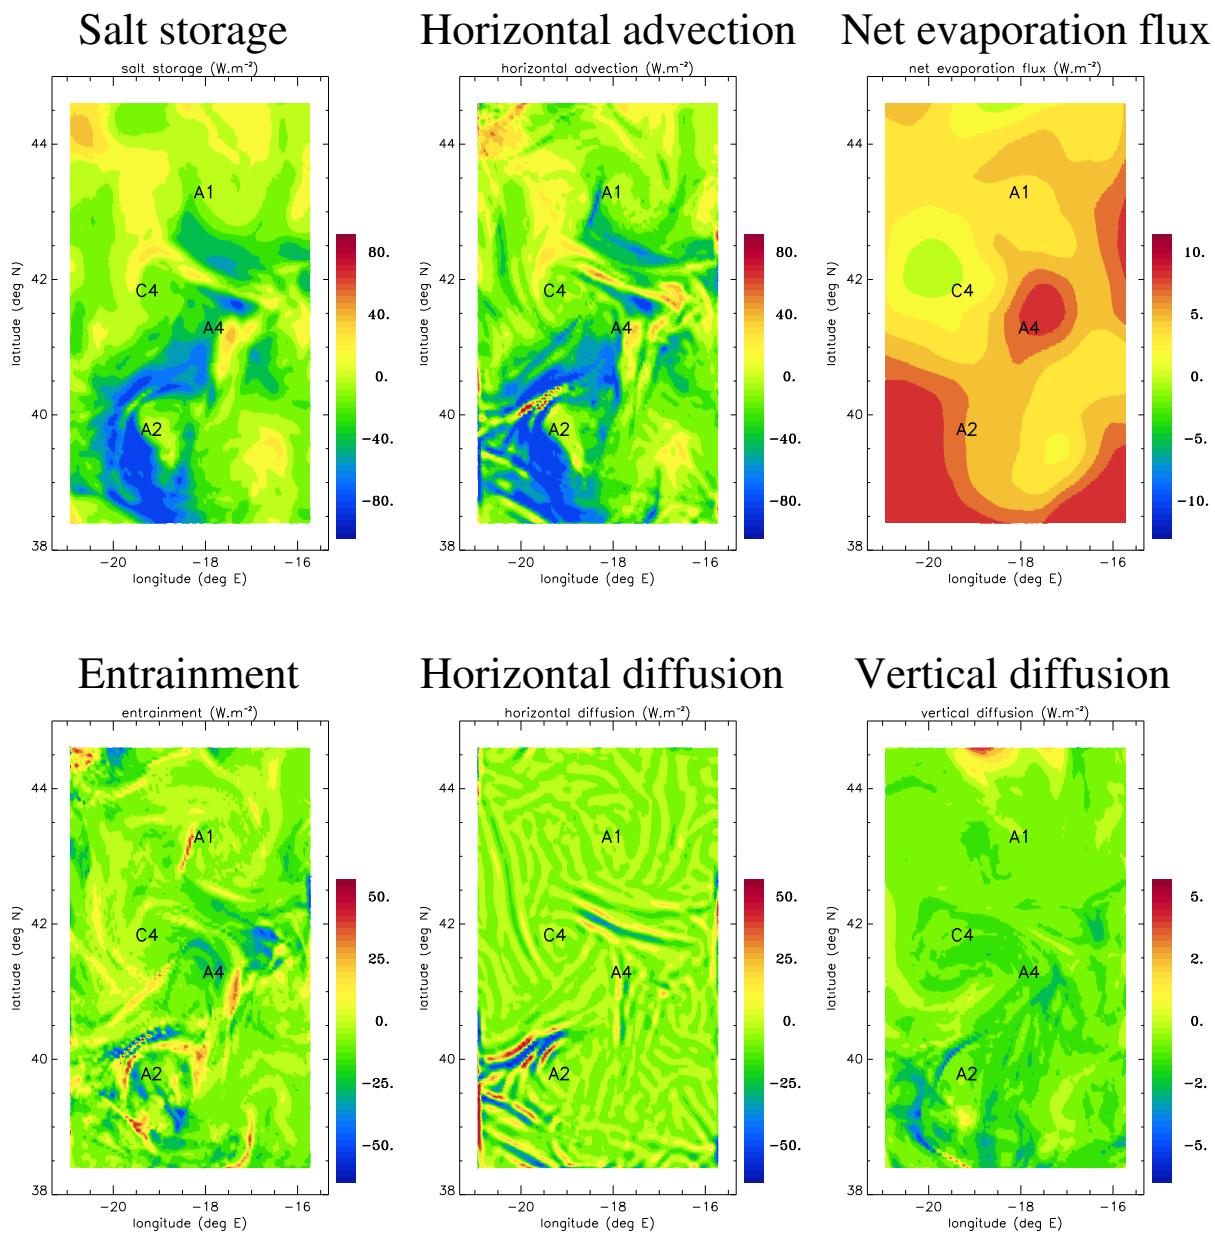 Salt storage
Horizontal advection
Net evaporation flux
salt storage (W.m⁻²)
horizontal advection (W.m⁻²)
net evaporation flux (W.m⁻²)
44
42
40
38
latitude (deg N)
A1
C4
A4
A2
-20
-18
-16
longitude (deg E)
80.
40.
0.
-40.
-80.
44
42
40
38
latitude (deg N)
A1
C4
A4
A2
-20
-18
-16
longitude (deg E)
80.
40.
0.
-40.
-80.
44
42
40
38
latitude (deg N)
A1
C4
A4
A2
-20
-18
-16
longitude (deg E)
10.
5.
0.
-5.
-10.
Entrainment
Horizontal diffusion
Vertical diffusion
entrainment (W.m⁻²)
horizontal diffusion (W.m⁻²)
vertical diffusion (W.m⁻²)
44
42
40
38
latitude (deg N)
A1
C4
A4
A2
-20
-18
-16
longitude (deg E)
50.
25.
0.
-25.
-50.
44
42
40
38
latitude (deg N)
A1
C4
A4
A2
-20
-18
-16
longitude (deg E)
50.
25.
0.
-25.
-50.
44
42
40
38
latitude (deg N)
A1
C4
A4
A2
-20
-18
-16
longitude (deg E)
5.
2.
0.
-2.
-5.